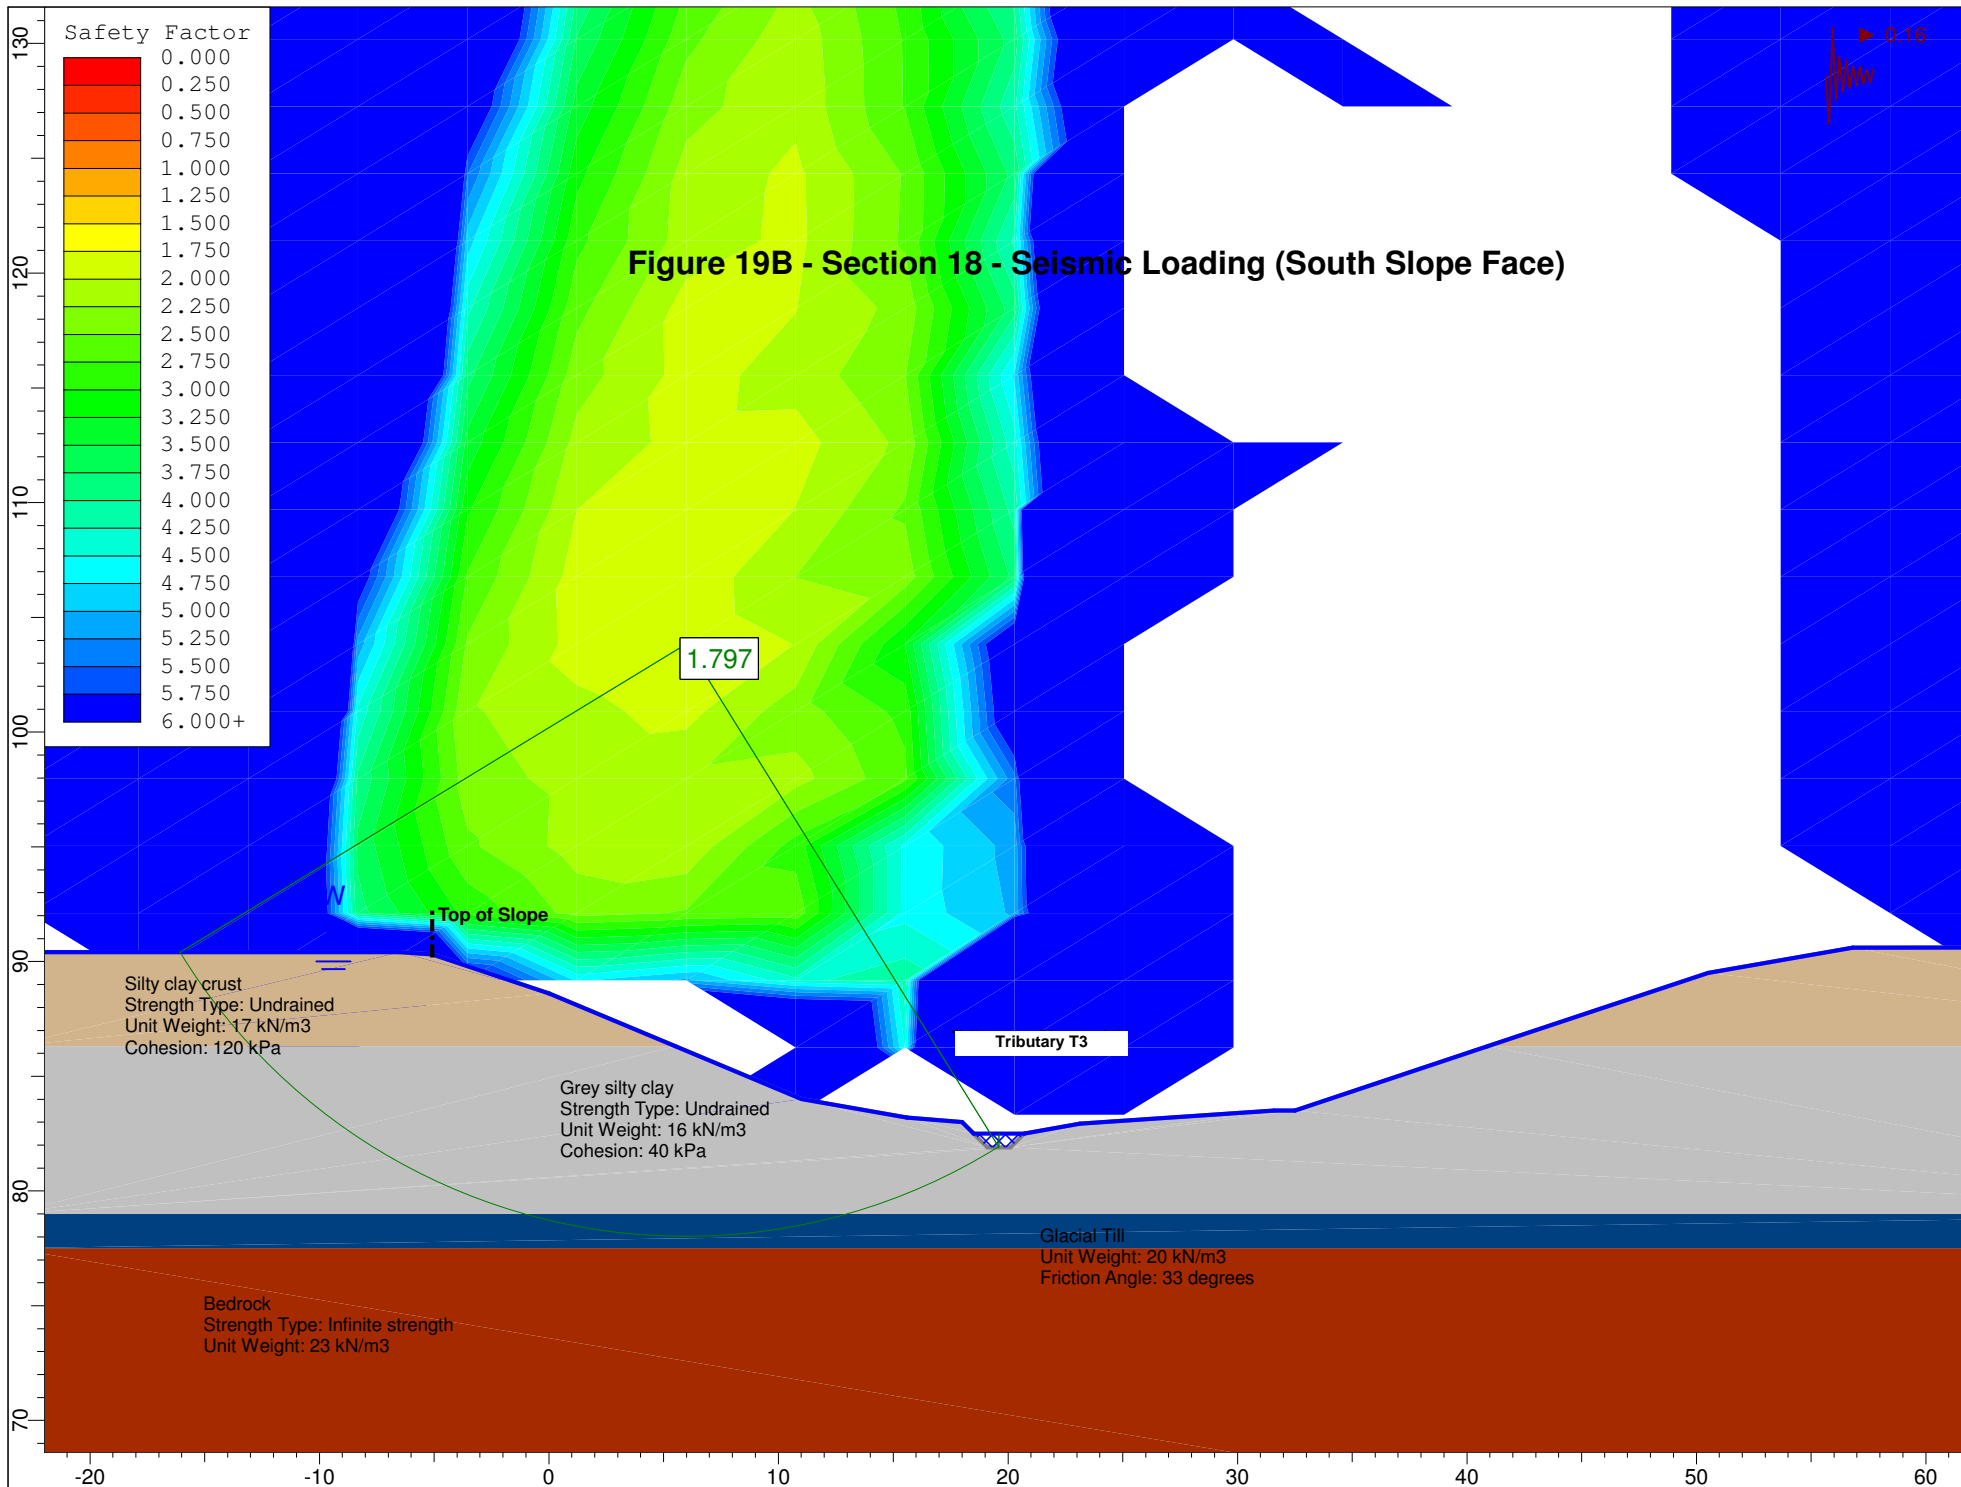 Safety Factor
0.000
0.250
0.500
0.750
1.000
1.250
1.500
1.750
2.000
2.250
2.500
2.750
3.000
3.250
3.500
3.750
4.000
4.250
4.500
4.750
5.000
5.250
5.500
5.750
6.000+
0.16
Figure 19B - Section 18 - Seismic Loading (South Slope Face)
1.797
W
Top of Slope
Silty clay crust
Strength Type: Undrained
Unit Weight: 17 kN/m3
Cohesion: 120 kPa
Tributary T3
Grey silty clay
Strength Type: Undrained
Unit Weight: 16 kN/m3
Cohesion: 40 kPa
Glacial Till
Unit Weight: 20 kN/m3
Friction Angle: 33 degrees
Bedrock
Strength Type: Infinite strength
Unit Weight: 23 kN/m3
130
120
110
100
90
80
70
-20 -10 0 10 20 30 40 50 60